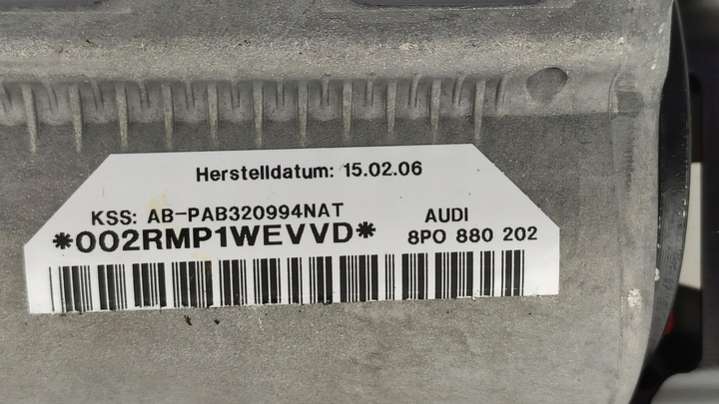 Herstelldatum: 15.02.06
KSS: AB-PAB320994NAT AUDI
*002RMP1WEVVD* 8P0 880 202